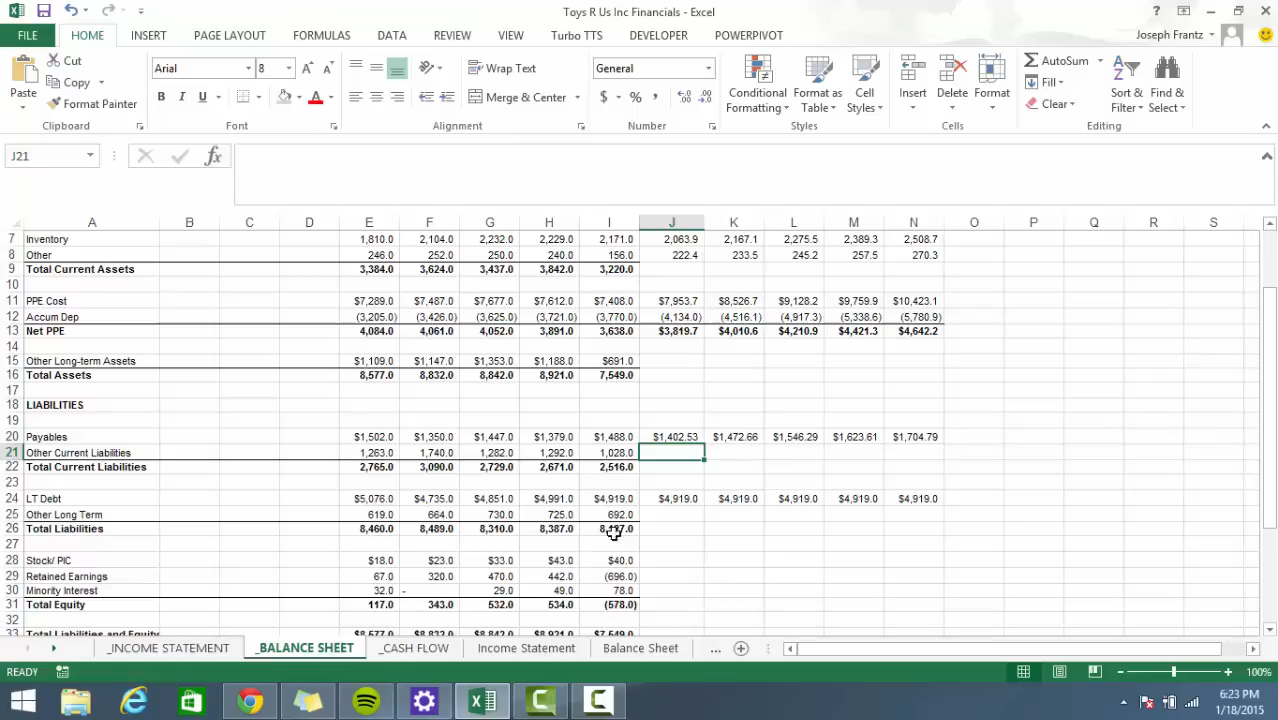 Toys R Us Inc Financials - Excel
FILE HOME INSERT PAGE LAYOUT FORMULAS DATA REVIEW VIEW Turbo TTS DEVELOPER POWERPIVOT Joseph Frantz
Cut Arial 8 Wrap Text General AutoSum
Copy Fill
Paste Format Painter Merge & Center Conditional Formatting Format as Table Cell Styles Insert Delete Format Clear Sort & Filter Find & Select
Clipboard Font Alignment Number Styles Cells Editing
J21
A B C D E F G H I J K L M N O P Q R S
7 Inventory 1,810.0 2,104.0 2,232.0 2,229.0 2,171.0 2,063.9 2,167.1 2,275.5 2,389.3 2,508.7
8 Other 246.0 252.0 250.0 240.0 156.0 222.4 233.5 245.2 257.5 270.3
9 Total Current Assets 3,384.0 3,624.0 3,437.0 3,842.0 3,220.0
10
11 PPE Cost $7,289.0 $7,487.0 $7,677.0 $7,612.0 $7,408.0 $7,953.7 $8,526.7 $9,128.2 $9,759.9 $10,423.1
12 Accum Dep (3,205.0) (3,426.0) (3,625.0) (3,721.0) (3,770.0) (4,134.0) (4,516.1) (4,917.3) (5,338.6) (5,780.9)
13 Net PPE 4,084.0 4,061.0 4,052.0 3,891.0 3,638.0 $3,819.7 $4,010.6 $4,210.9 $4,421.3 $4,642.2
14
15 Other Long-term Assets $1,109.0 $1,147.0 $1,353.0 $1,188.0 $691.0
16 Total Assets 8,577.0 8,832.0 8,842.0 8,921.0 7,549.0
17
18 LIABILITIES
19
20 Payables $1,502.0 $1,350.0 $1,447.0 $1,379.0 $1,488.0 $1,402.53 $1,472.66 $1,546.29 $1,623.61 $1,704.79
21 Other Current Liabilities 1,263.0 1,740.0 1,282.0 1,292.0 1,028.0
22 Total Current Liabilities 2,765.0 3,090.0 2,729.0 2,671.0 2,516.0
23
24 LT Debt $5,076.0 $4,735.0 $4,851.0 $4,991.0 $4,919.0 $4,919.0 $4,919.0 $4,919.0 $4,919.0 $4,919.0
25 Other Long Term 619.0 664.0 730.0 725.0 692.0
26 Total Liabilities 8,460.0 8,489.0 8,310.0 8,387.0
27
28 Stock/ PIC $18.0 $23.0 $33.0 $43.0 $40.0
29 Retained Earnings 67.0 320.0 470.0 442.0 (696.0)
30 Minority Interest 32.0 - 29.0 49.0 78.0
31 Total Equity 117.0 343.0 532.0 534.0 (578.0)
32
33 Total Liabilities and Equity $8,577.0 $8,832.0 $8,842.0 $8,921.0 $7,549.0
_INCOME STATEMENT _BALANCE SHEET _CASH FLOW Income Statement Balance Sheet ...
READY 100%
6:23 PM
1/18/2015